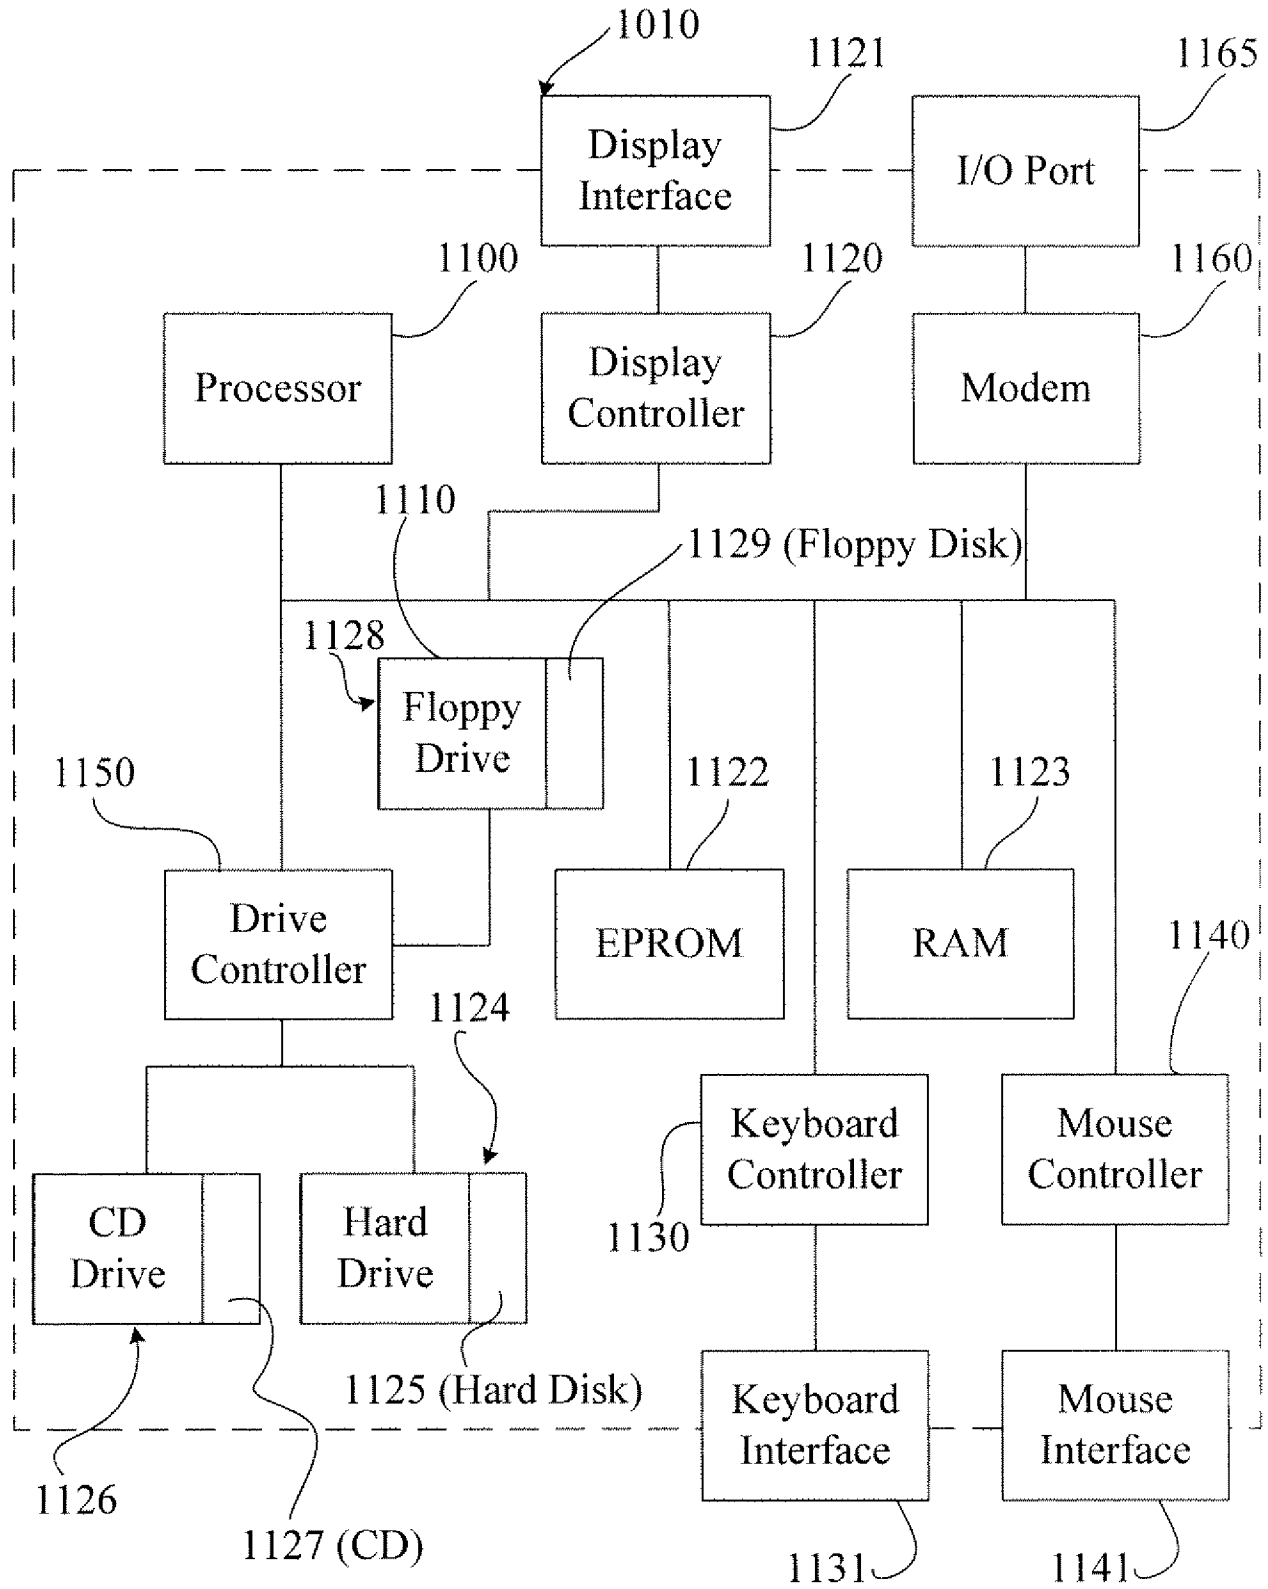 1010
1121
1165
Display
Interface
I/O Port
1100
1120
1160
Processor
Display
Controller
Modem
1110
1129 (Floppy Disk)
1128
Floppy
Drive
1150
1122
1123
Drive
Controller
EPROM
RAM
1140
1124
Keyboard
Controller
Mouse
Controller
CD
Drive
Hard
Drive
1130
1125 (Hard Disk)
Keyboard
Interface
Mouse
Interface
1126
1127 (CD)
1131
1141